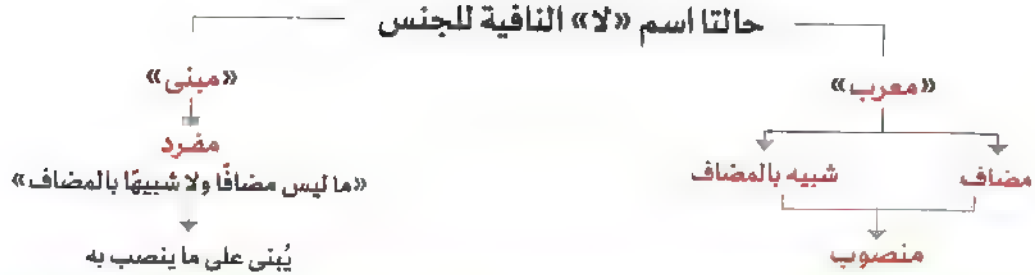 حالتا اسم «لا» النافية للجنس
«معرب»
مضاف
شبيه بالمضاف
منصوب
«مبنى»
مفرد
«ما ليس مضافًا ولا شبيهًا بالمضاف»
يُبنى على ما ينصب به